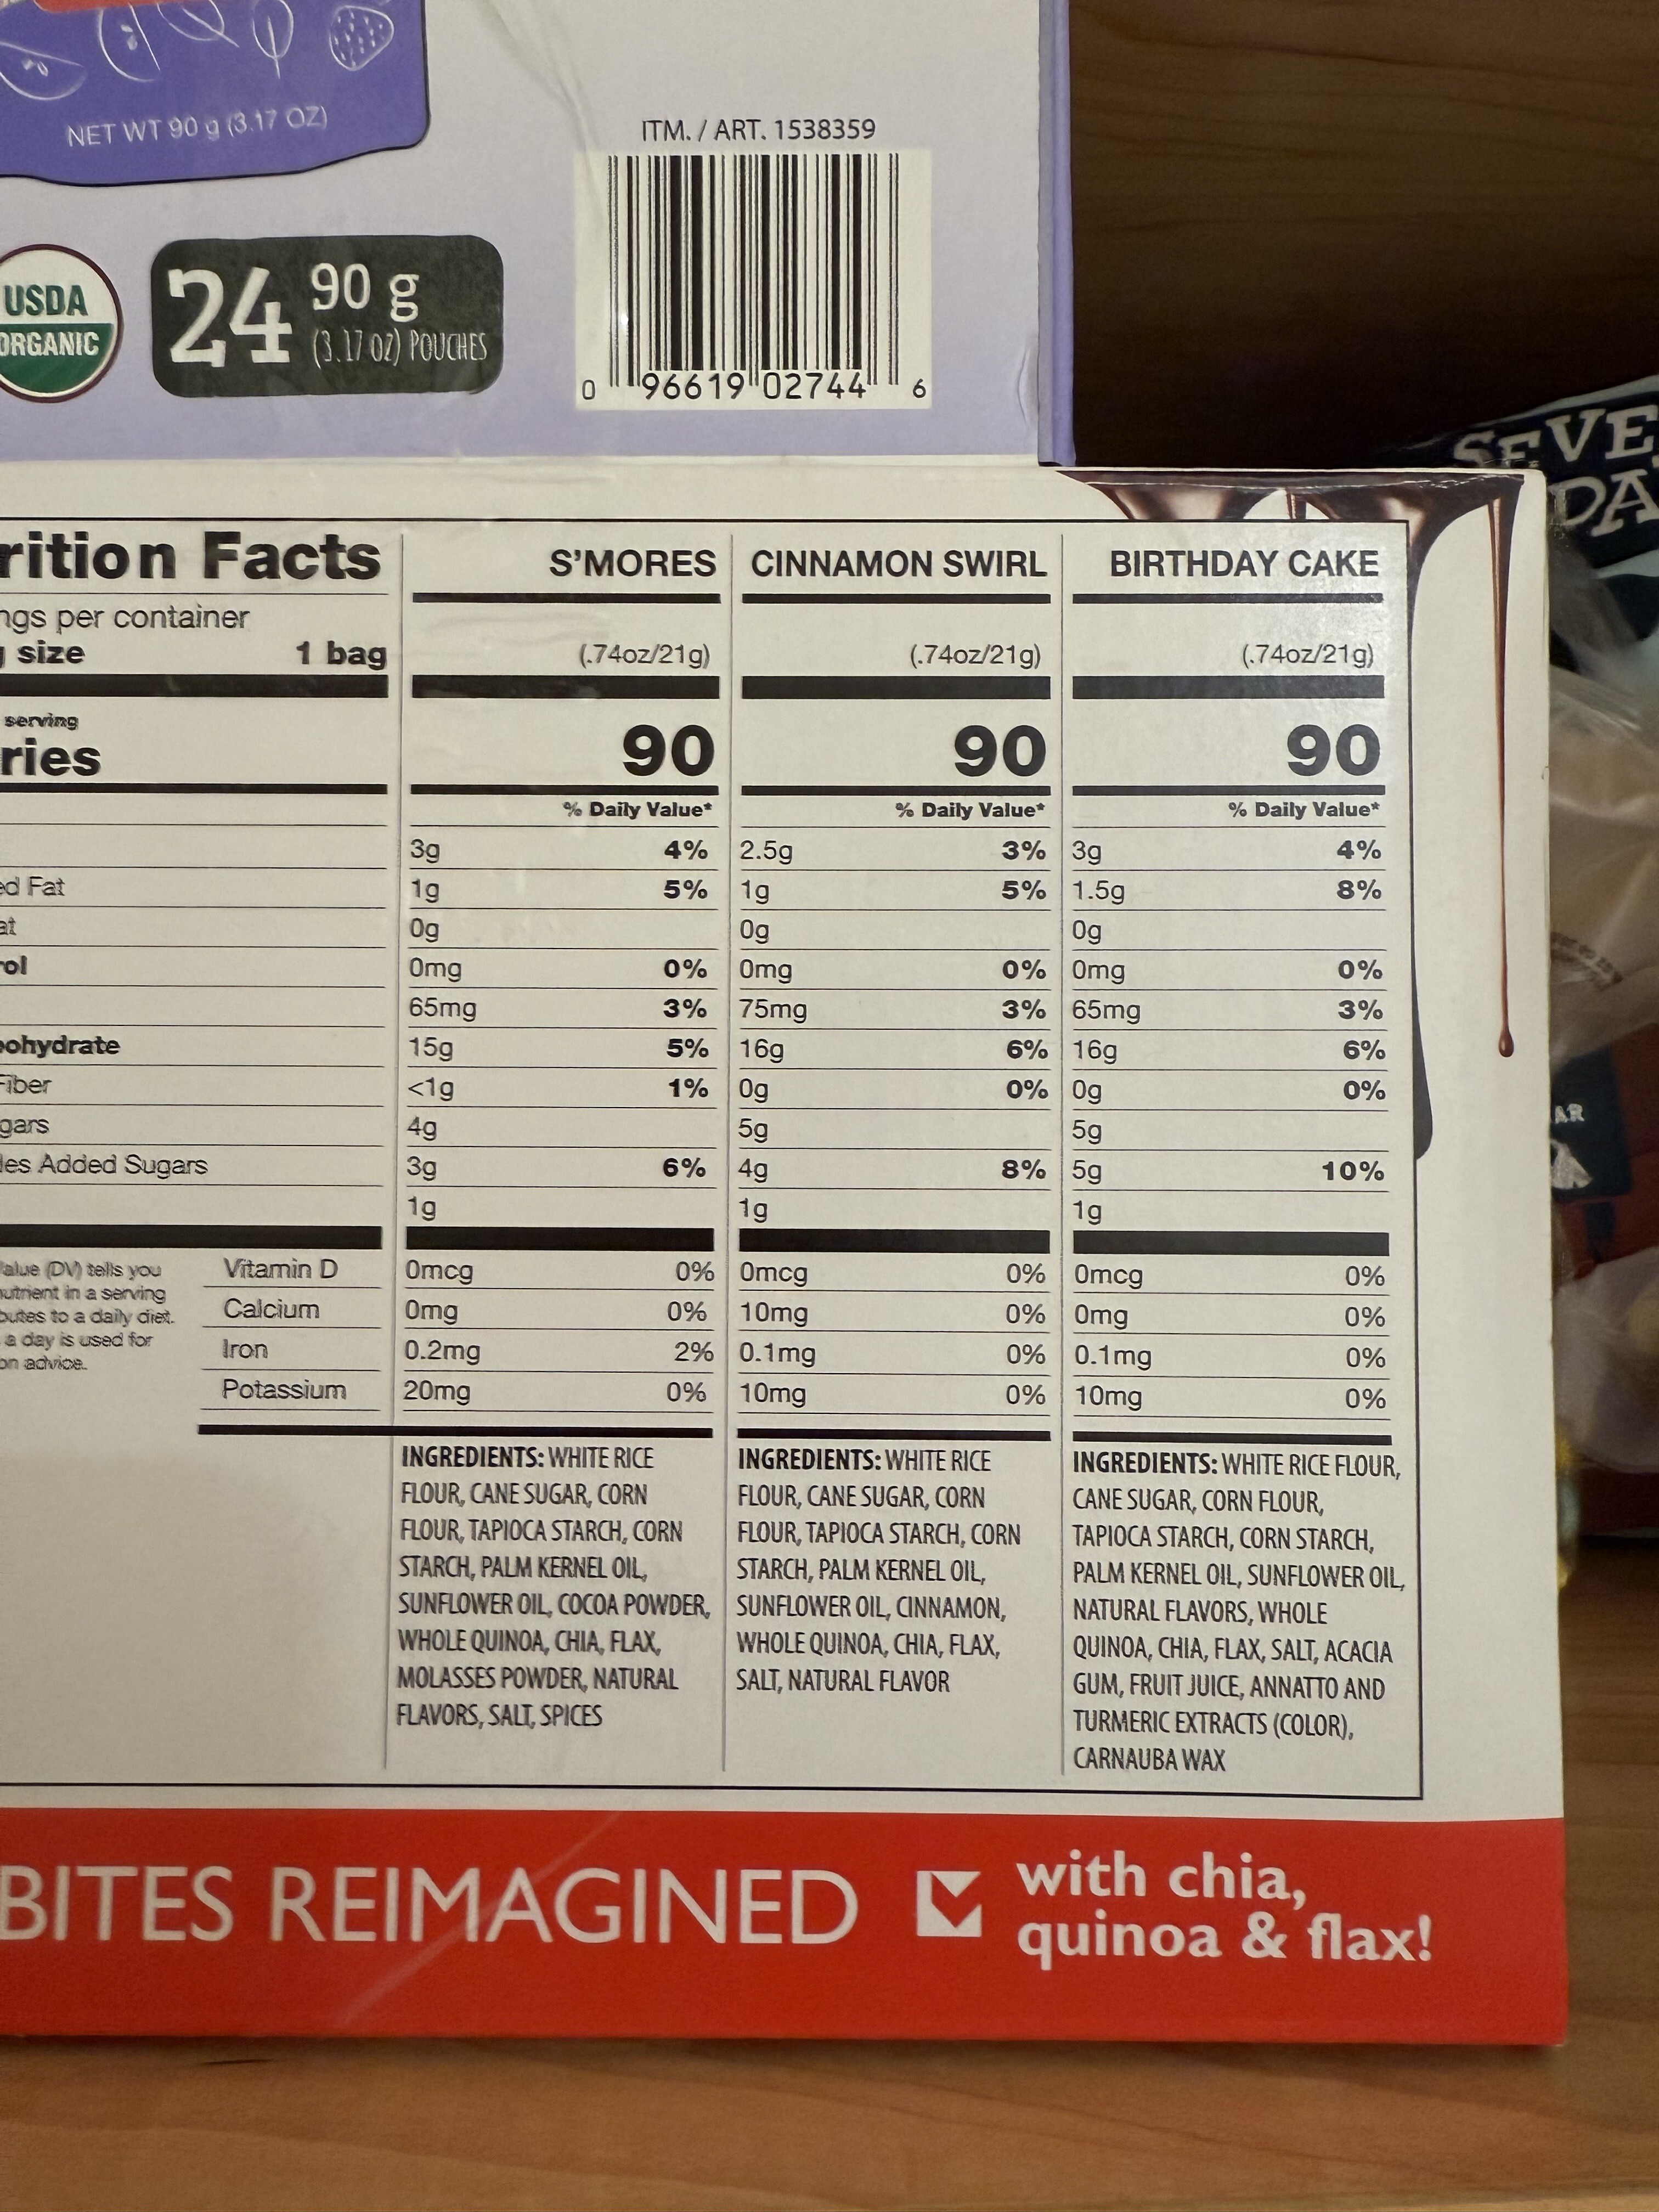 NET WT 90 g (3.17 OZ)
ITM. / ART. 1538359
0 96619 02744 6
USDA
ORGANIC
24 90 g
(3.17 OZ) POUCHES
SEVE
DA
AR
rition Facts
ngs per container
size 1 bag
serving
ries
ed Fat
at
rol
ohydrate
Fiber
gars
des Added Sugars
alue (DV) tells you
nutrient in a serving
butes to a daily diet.
a day is used for
on advice.
Vitamin D
Calcium
Iron
Potassium
S'MORES
(.74oz/21g)
90
% Daily Value*
3g 4%
1g 5%
0g
0mg 0%
65mg 3%
15g 5%
<1g 1%
4g
3g 6%
1g
0mcg 0%
0mg 0%
0.2mg 2%
20mg 0%
INGREDIENTS: WHITE RICE
FLOUR, CANE SUGAR, CORN
FLOUR, TAPIOCA STARCH, CORN
STARCH, PALM KERNEL OIL,
SUNFLOWER OIL, COCOA POWDER,
WHOLE QUINOA, CHIA, FLAX,
MOLASSES POWDER, NATURAL
FLAVORS, SALT, SPICES
CINNAMON SWIRL
(.74oz/21g)
90
% Daily Value*
2.5g 3%
1g 5%
0g
0mg 0%
75mg 3%
16g 6%
0g 0%
5g
4g 8%
1g
0mcg 0%
10mg 0%
0.1mg 0%
10mg 0%
INGREDIENTS: WHITE RICE
FLOUR, CANE SUGAR, CORN
FLOUR, TAPIOCA STARCH, CORN
STARCH, PALM KERNEL OIL,
SUNFLOWER OIL, CINNAMON,
WHOLE QUINOA, CHIA, FLAX,
SALT, NATURAL FLAVOR
BIRTHDAY CAKE
(.74oz/21g)
90
% Daily Value*
3g 4%
1.5g 8%
0g
0mg 0%
65mg 3%
16g 6%
0g 0%
5g
5g 10%
1g
0mcg 0%
0mg 0%
0.1mg 0%
10mg 0%
INGREDIENTS: WHITE RICE FLOUR,
CANE SUGAR, CORN FLOUR,
TAPIOCA STARCH, CORN STARCH,
PALM KERNEL OIL, SUNFLOWER OIL,
NATURAL FLAVORS, WHOLE
QUINOA, CHIA, FLAX, SALT, ACACIA
GUM, FRUIT JUICE, ANNATTO AND
TURMERIC EXTRACTS (COLOR),
CARNAUBA WAX
BITES REIMAGINED
with chia,
quinoa & flax!